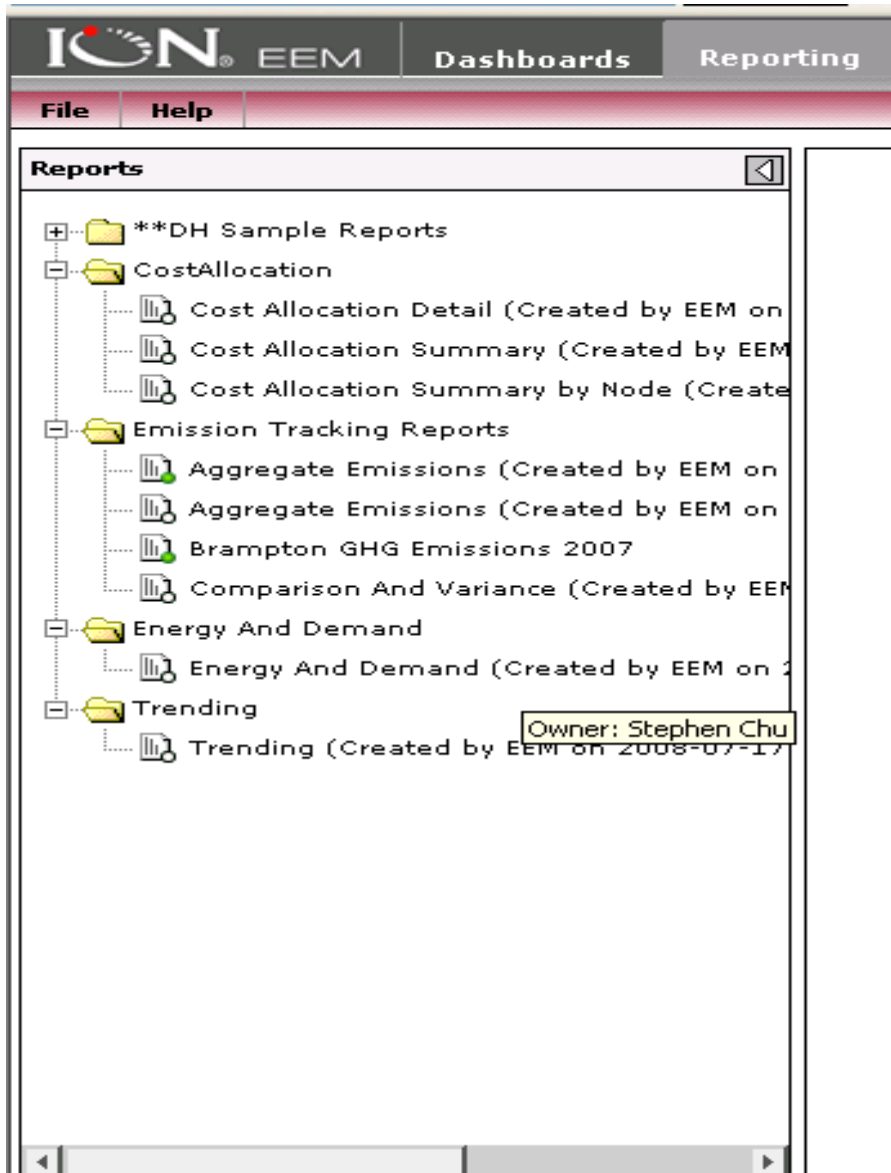 ION® EEM Dashboards Reporting
File Help
Reports
**DH Sample Reports
CostAllocation
Cost Allocation Detail (Created by EEM on
Cost Allocation Summary (Created by EEM
Cost Allocation Summary by Node (Create
Emission Tracking Reports
Aggregate Emissions (Created by EEM on
Aggregate Emissions (Created by EEM on
Brampton GHG Emissions 2007
Comparison And Variance (Created by EEM
Energy And Demand
Energy And Demand (Created by EEM on
Trending
Owner: Stephen Chu
Trending (Created by EEM on 2008-07-17